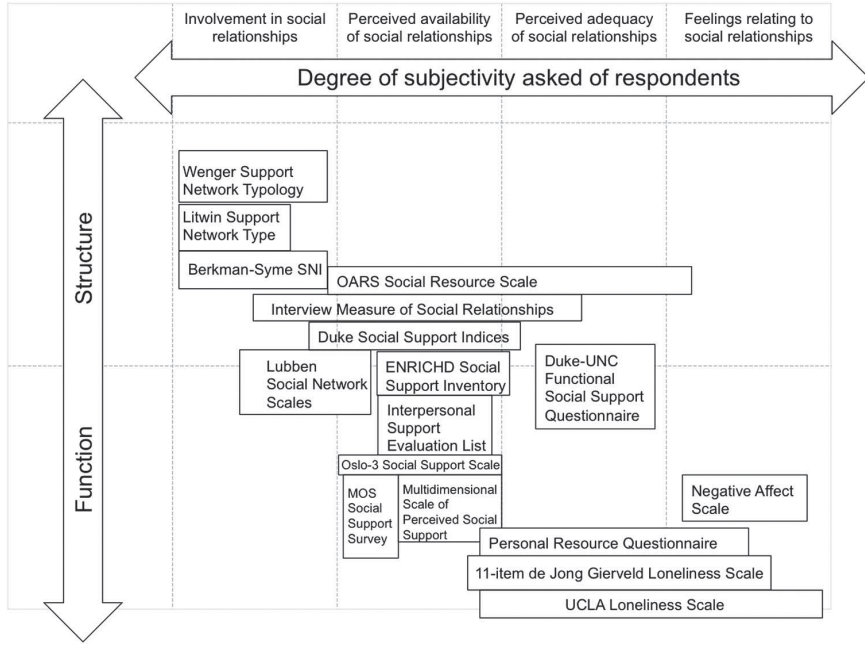 Involvement in social
relationships
Perceived availability
of social relationships
Perceived adequacy
of social relationships
Feelings relating to
social relationships
Degree of subjectivity asked of respondents
Structure
Function
Wenger Support
Network Typology
Litwin Support
Network Type
Berkman-Syme SNI
OARS Social Resource Scale
Interview Measure of Social Relationships
Duke Social Support Indices
Lubben
Social Network
Scales
ENRICHD Social
Support Inventory
Duke-UNC
Functional
Social Support
Questionnaire
Interpersonal
Support
Evaluation List
Oslo-3 Social Support Scale
MOS
Social
Support
Survey
Multidimensional
Scale of
Perceived Social
Support
Negative Affect
Scale
Personal Resource Questionnaire
11-item de Jong Gierveld Loneliness Scale
UCLA Loneliness Scale